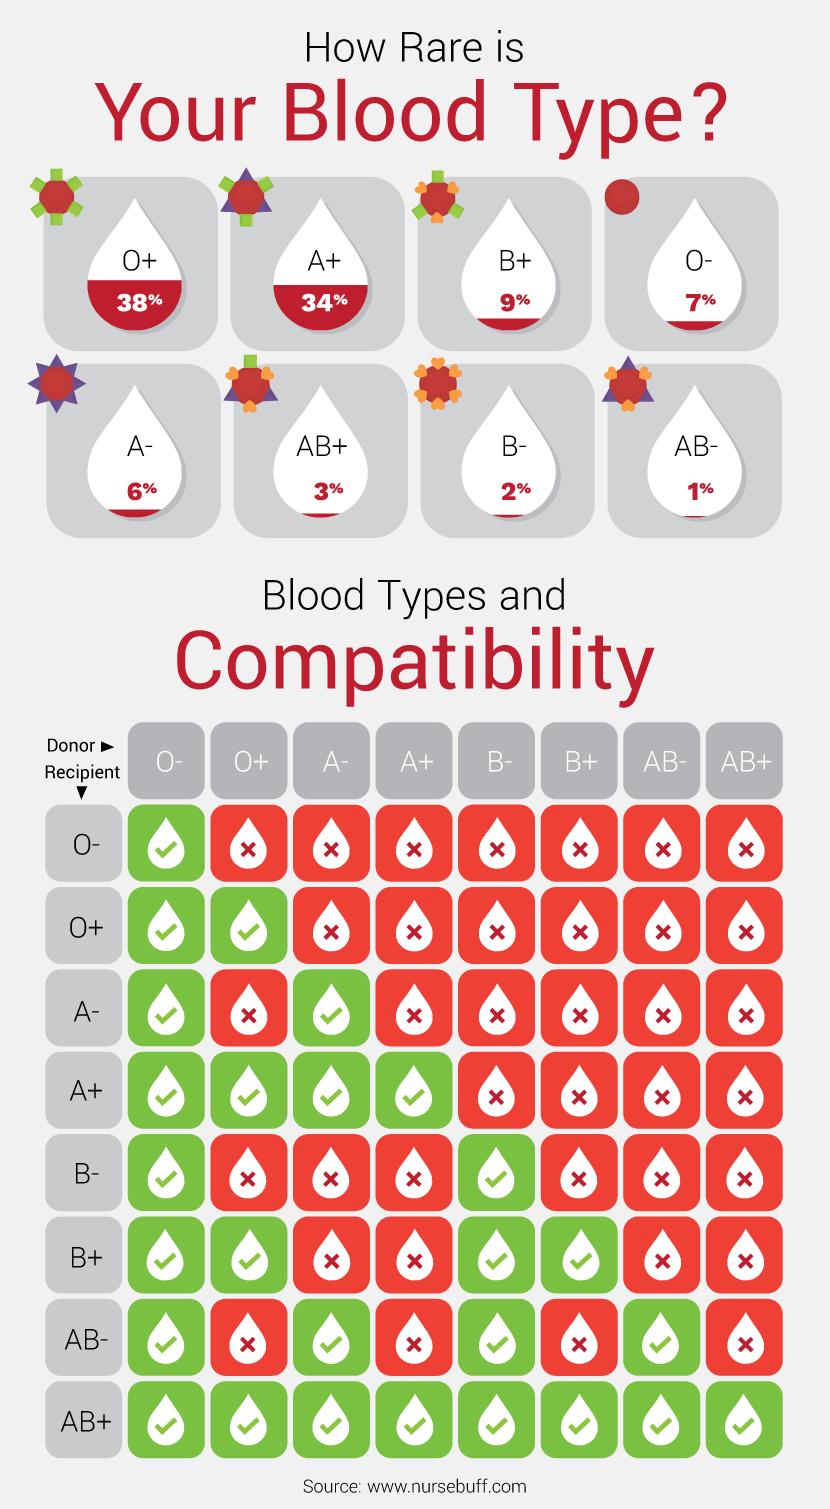 How Rare is
Your Blood Type?
O+
38%
A+
34%
B+
9%
O-
7%
A-
6%
AB+
3%
B-
2%
AB-
1%
Blood Types and
Compatibility
Donor ►
Recipient
▼
O- O+ A- A+ B- B+ AB- AB+
O-
O+
A-
A+
B-
B+
AB-
AB+
Source: www.nursebuff.com